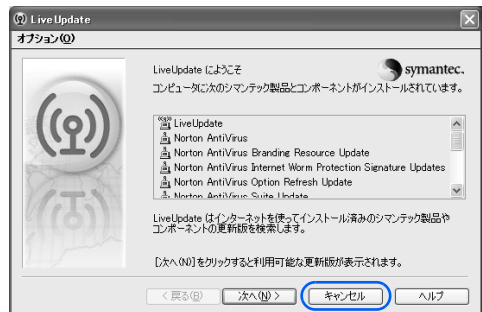 LiveUpdate
オプション(O)
LiveUpdate にようこそ
symantec.
コンピュータに次のシマンテック製品とコンポーネントがインストールされています。
LiveUpdate
Norton AntiVirus
Norton AntiVirus Branding Resource Update
Norton AntiVirus Internet Worm Protection Signature Updates
Norton AntiVirus Option Refresh Update
Norton AntiVirus Suite Update
LiveUpdate はインターネットを使ってインストール済みのシマンテック製品や
コンポーネントの更新版を検索します。
[次へ(N)]をクリックすると利用可能な更新版が表示されます。
< 戻る(B) 次へ(N) > キャンセル ヘルプ